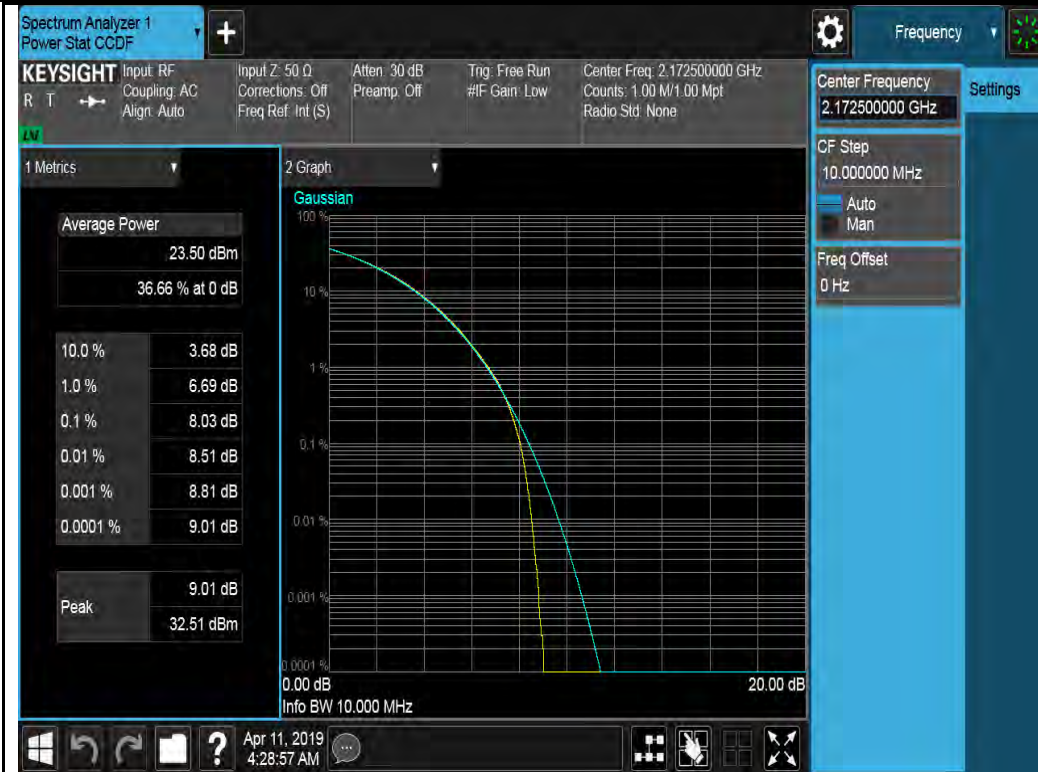 Spectrum Analyzer 1
Power Stat CCDF
+
Frequency
KEYSIGHT
R T
LM
Input: RF
Coupling: AC
Align: Auto
Input Z: 50 Ω
Corrections: Off
Freq Ref: Int (S)
Atten: 30 dB
Preamp: Off
Trig: Free Run
#IF Gain: Low
Center Freq: 2.172500000 GHz
Counts: 1.00 M/1.00 Mpt
Radio Std: None
Center Frequency
2.172500000 GHz
Settings
CF Step
10.000000 MHz
Auto
Man
Freq Offset
0 Hz
1 Metrics
Average Power
23.50 dBm
36.66 % at 0 dB
10.0 % 3.68 dB
1.0 % 6.69 dB
0.1 % 8.03 dB
0.01 % 8.51 dB
0.001 % 8.81 dB
0.0001 % 9.01 dB
Peak
9.01 dB
32.51 dBm
2 Graph
Gaussian
100 %
10 %
1 %
0.1 %
0.01 %
0.001 %
0.0001 %
0.00 dB 20.00 dB
Info BW 10.000 MHz
?
Apr 11, 2019
4:28:57 AM